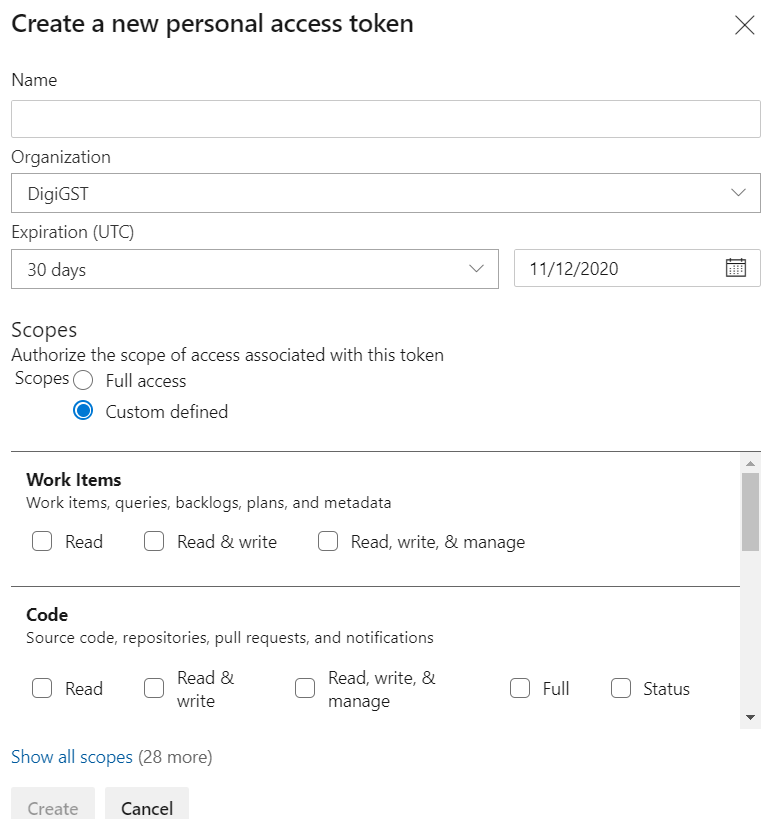 Create a new personal access token
Name
Organization
DigiGST
Expiration (UTC)
30 days
11/12/2020
Scopes
Authorize the scope of access associated with this token
Scopes
Full access
Custom defined
Work Items
Work items, queries, backlogs, plans, and metadata
Read
Read & write
Read, write, & manage
Code
Source code, repositories, pull requests, and notifications
Read
Read &
write
Read, write, &
manage
Full
Status
Show all scopes (28 more)
Create
Cancel